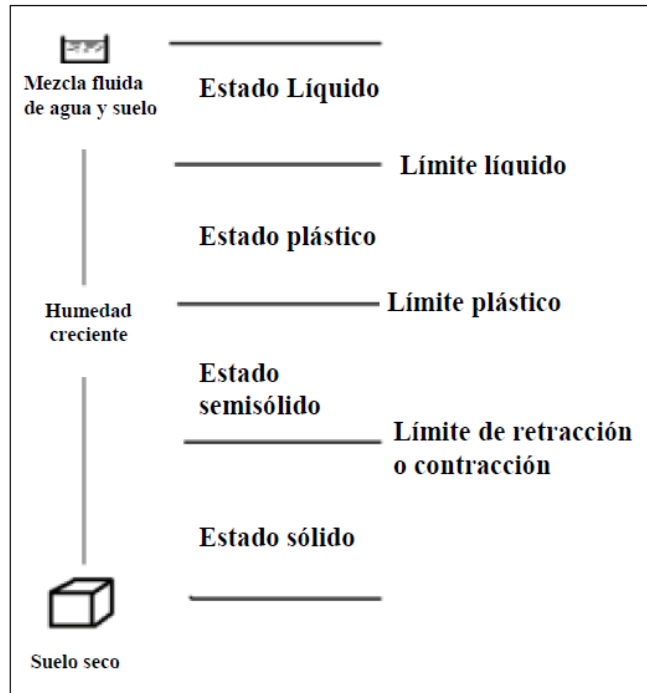 Mezcla fluida
de agua y suelo
Estado Líquido
Límite líquido
Estado plástico
Humedad
creciente
Límite plástico
Estado
semisólido
Límite de retracción
o contracción
Estado sólido
Suelo seco